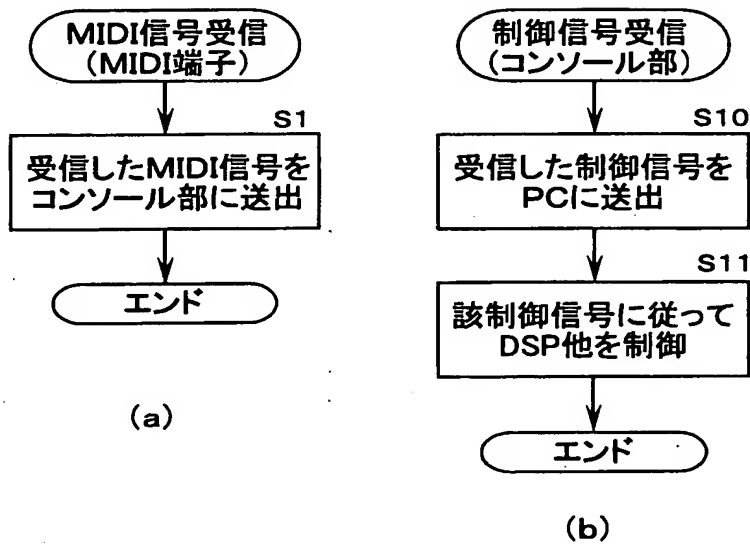 MIDI信号受信
(MIDI端子)
S1
受信したMIDI信号を
コンソール部に送出
エンド
(a)
制御信号受信
(コンソール部)
S10
受信した制御信号を
PCに送出
S11
該制御信号に従って
DSP他を制御
エンド
(b)